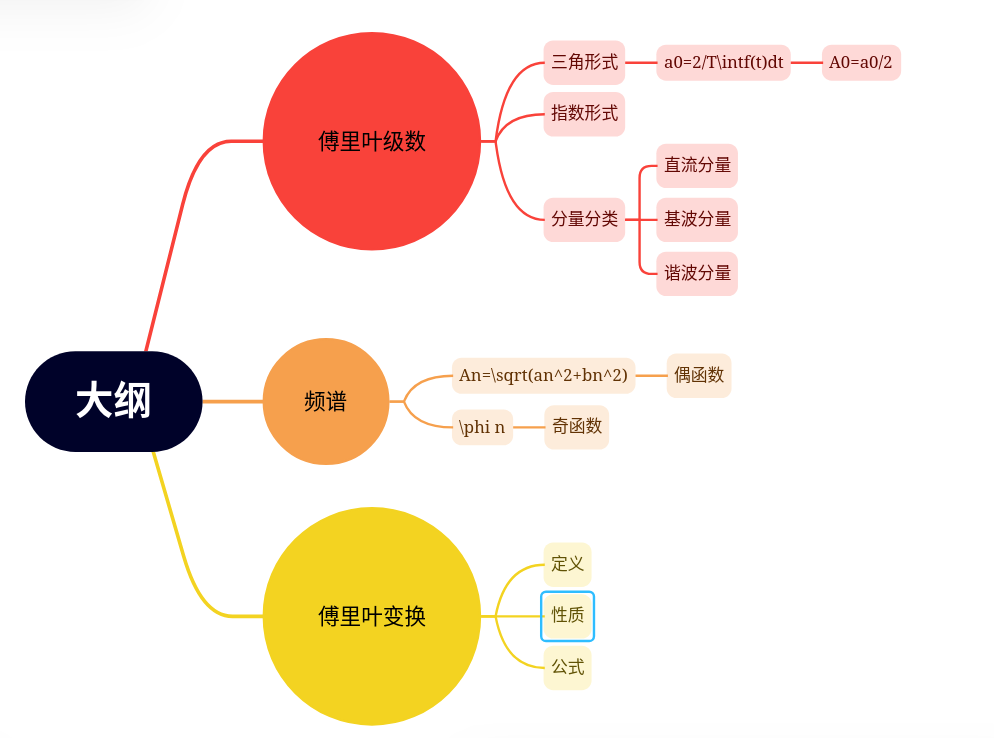 大纲
傅里叶级数
三角形式
a0=2/T\intf(t)dt
A0=a0/2
指数形式
分量分类
直流分量
基波分量
谐波分量
频谱
An=\sqrt(an^2+bn^2)
偶函数
\phi n
奇函数
傅里叶变换
定义
性质
公式